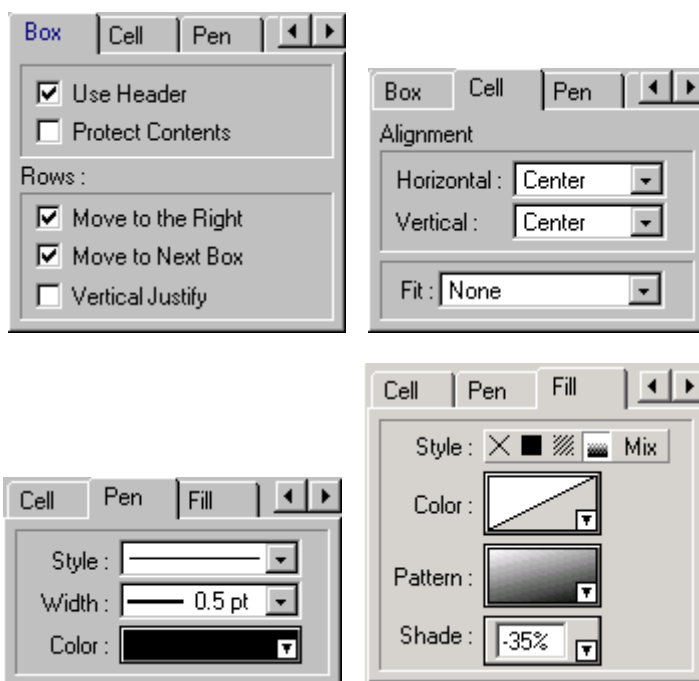 Box Cell Pen
Use Header
Protect Contents
Rows :
Move to the Right
Move to Next Box
Vertical Justify
Box Cell Pen
Alignment
Horizontal : Center
Vertical : Center
Fit : None
Cell Pen Fill
Style :
Width : 0.5 pt
Color :
Cell Pen Fill
Style : Mix
Color :
Pattern :
Shade : -35%